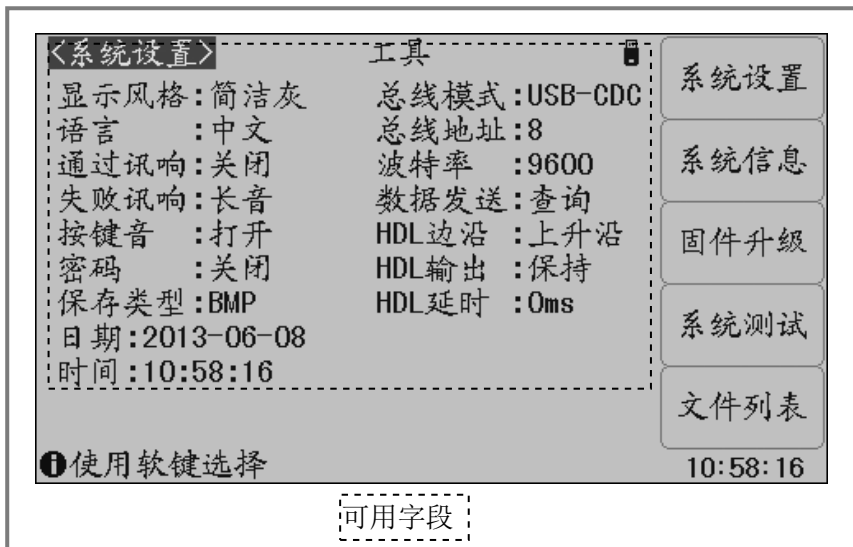 <系统设置> 工具
显示风格:简洁灰 总线模式:USB-CDC
语言 :中文 总线地址:8
通过讯响:关闭 波特率 :9600
失败讯响:长音 数据发送:查询
按键音 :打开 HDL边沿 :上升沿
密码 :关闭 HDL输出 :保持
保存类型:BMP HDL延时 :0ms
日期:2013-06-08
时间:10:58:16
系统设置
系统信息
固件升级
系统测试
文件列表
使用软键选择 10:58:16
可用字段